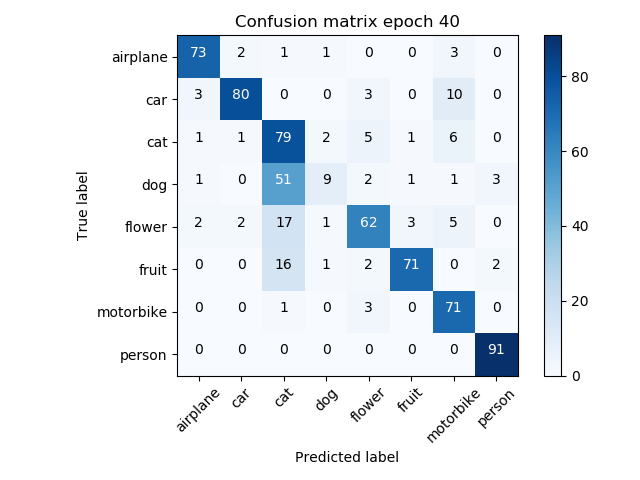 Confusion matrix epoch 40
True label
airplane 73 2 1 1 0 0 3 0
car 3 80 0 0 3 0 10 0
cat 1 1 79 2 5 1 6 0
dog 1 0 51 9 2 1 1 3
flower 2 2 17 1 62 3 5 0
fruit 0 0 16 1 2 71 0 2
motorbike 0 0 1 0 3 0 71 0
person 0 0 0 0 0 0 0 91
airplane car cat dog flower fruit motorbike person
Predicted label
80
60
40
20
0